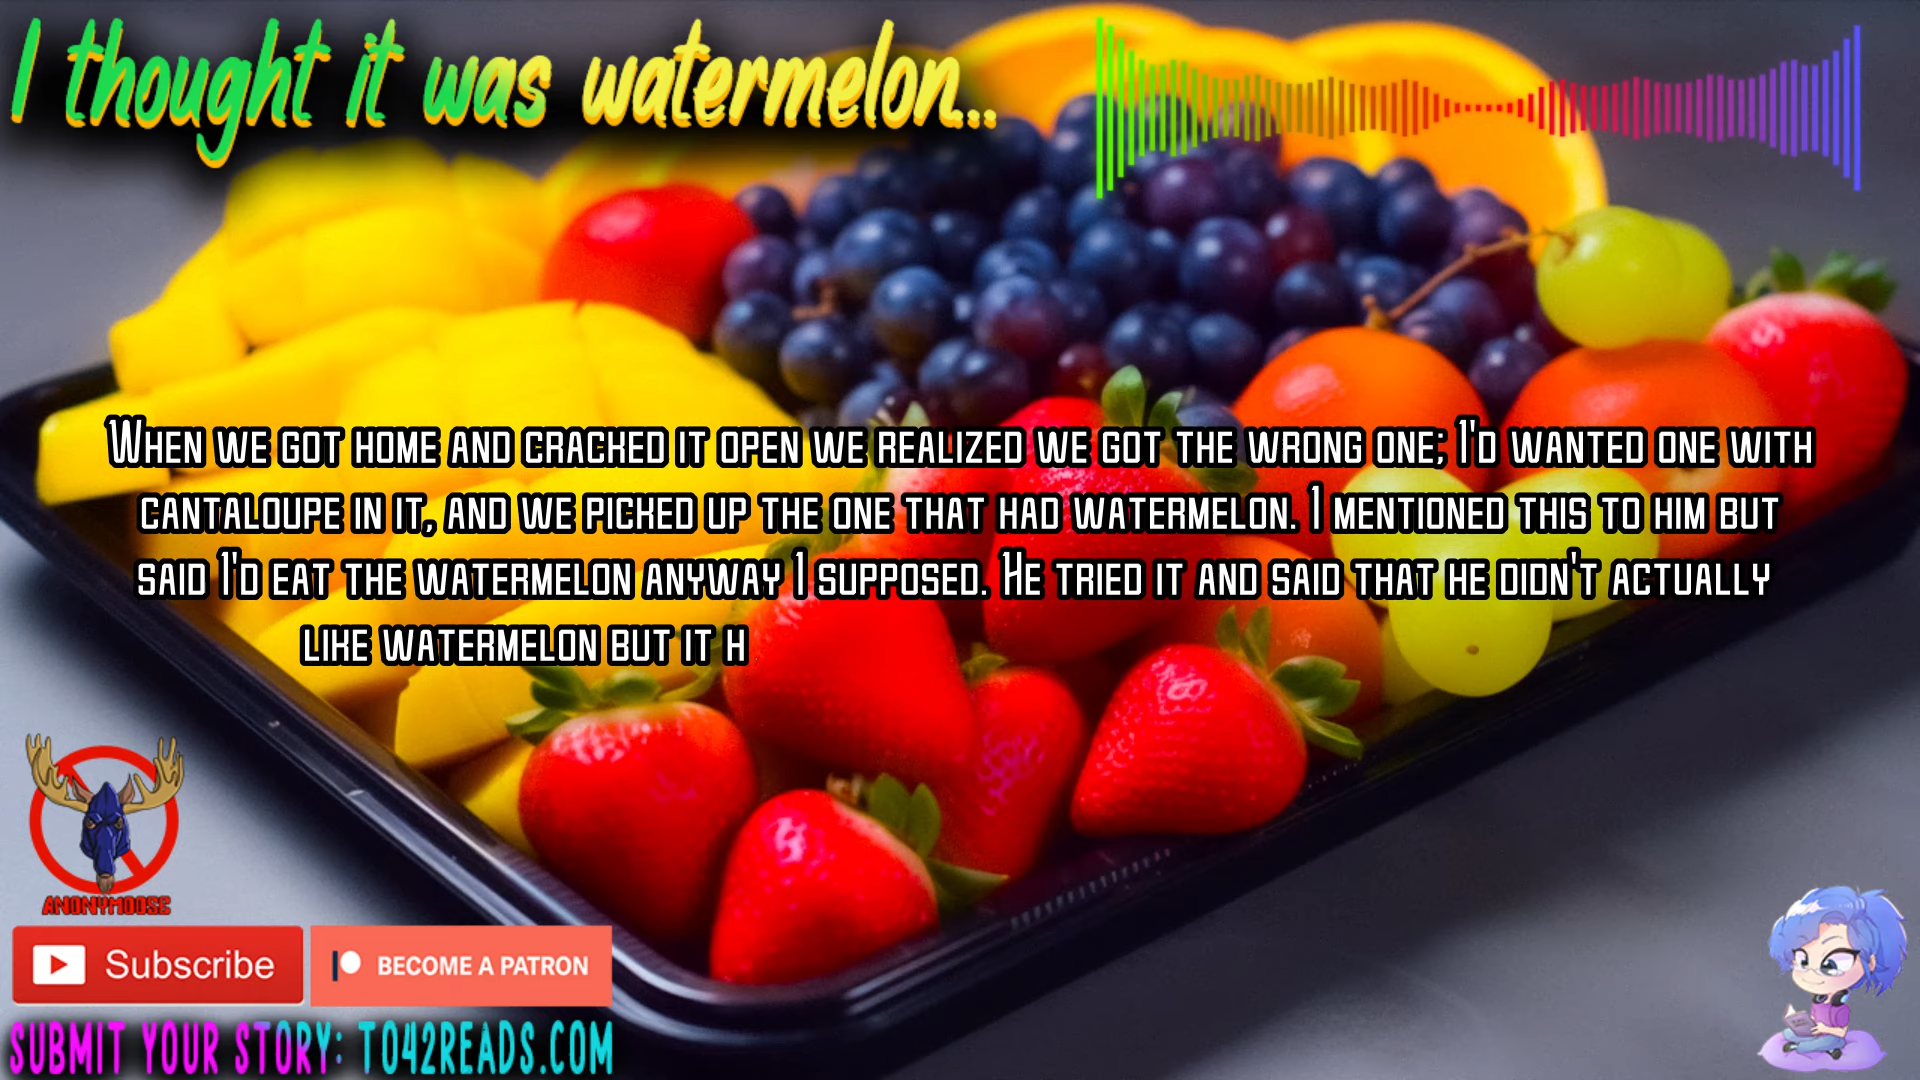 I thought it was watermelon...
When we got home and cracked it open we realized we got the wrong one; I'd wanted one with
cantaloupe in it, and we picked up the one that had watermelon. I mentioned this to him but
said I'd eat the watermelon anyway I supposed. He tried it and said that he didn't actually
like watermelon but it h
ANONYMOOSE
Subscribe
BECOME A PATRON
SUBMIT YOUR STORY: TO42READS.COM